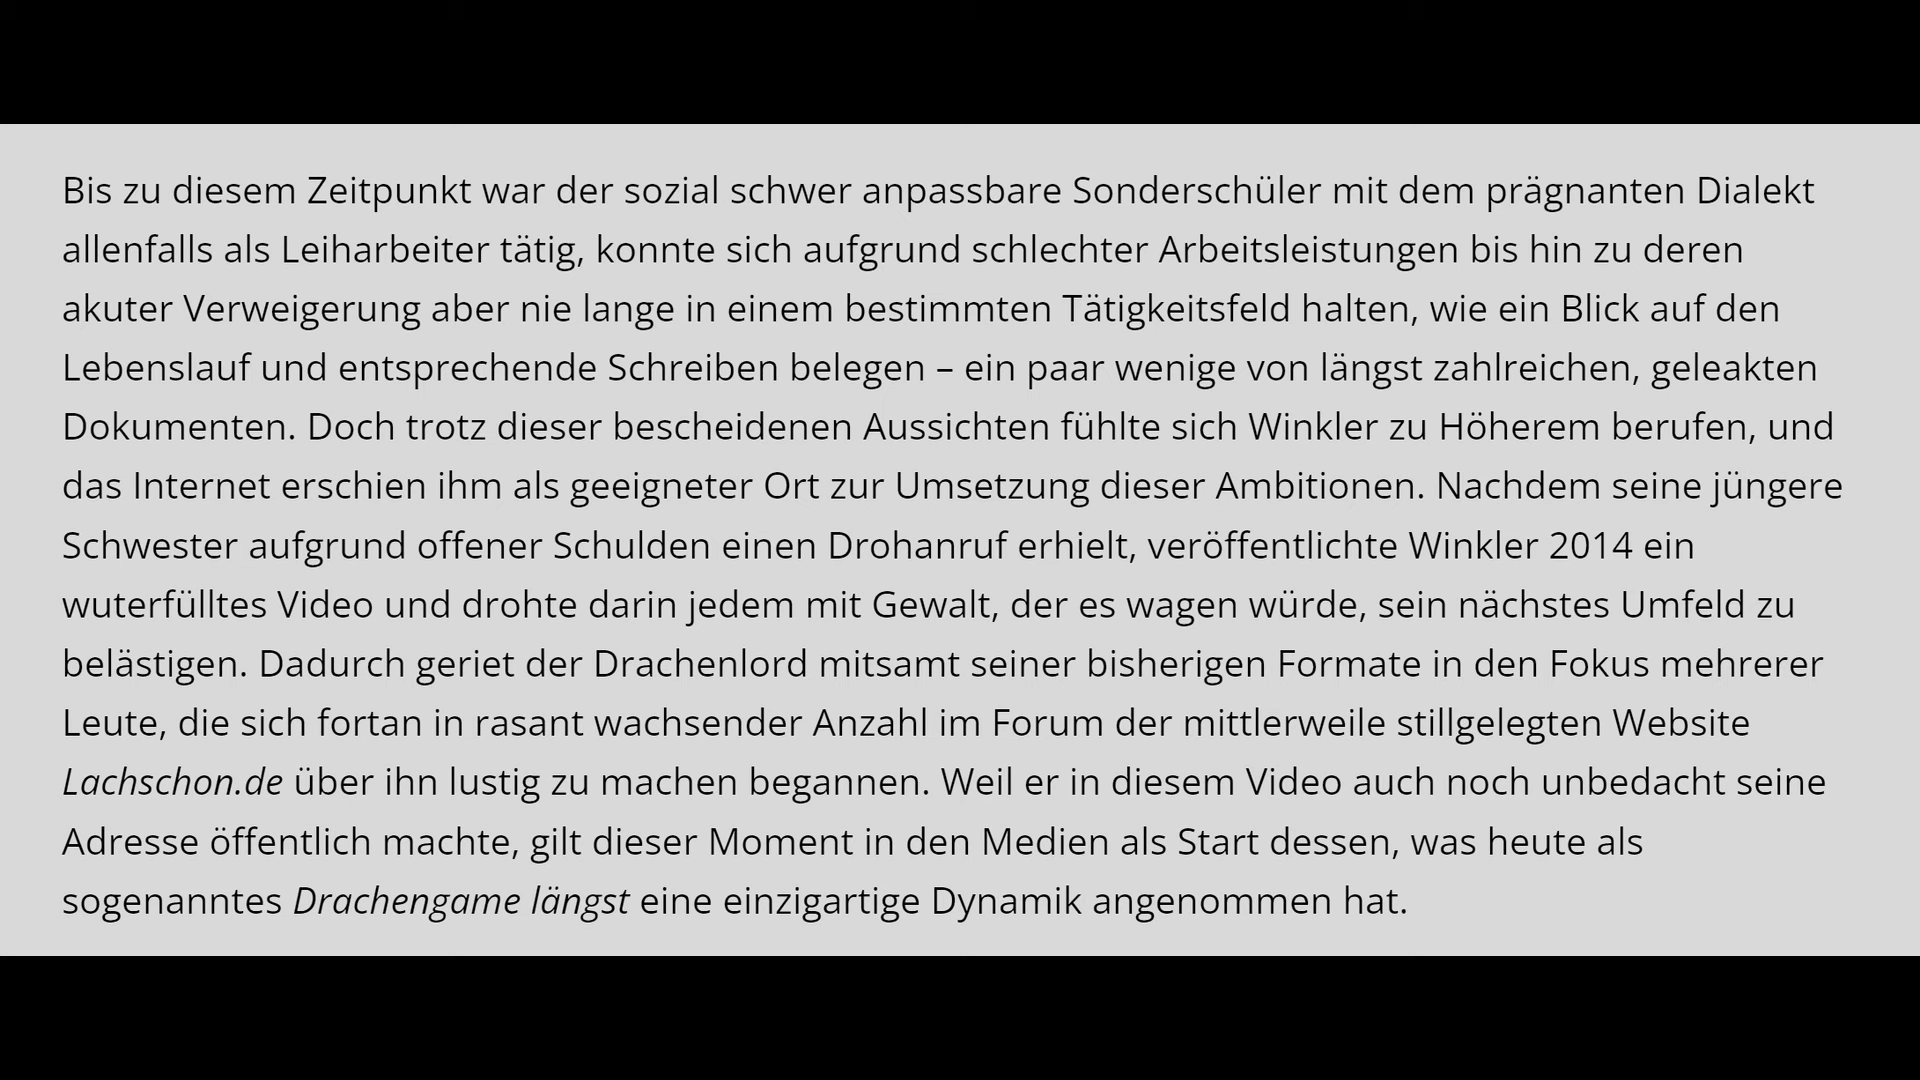 Bis zu diesem Zeitpunkt war der sozial schwer anpassbare Sonderschüler mit dem prägnanten Dialekt
allenfalls als Leiharbeiter tätig, konnte sich aufgrund schlechter Arbeitsleistungen bis hin zu deren
akuter Verweigerung aber nie lange in einem bestimmten Tätigkeitsfeld halten, wie ein Blick auf den
Lebenslauf und entsprechende Schreiben belegen – ein paar wenige von längst zahlreichen, geleakten
Dokumenten. Doch trotz dieser bescheidenen Aussichten fühlte sich Winkler zu Höherem berufen, und
das Internet erschien ihm als geeigneter Ort zur Umsetzung dieser Ambitionen. Nachdem seine jüngere
Schwester aufgrund offener Schulden einen Drohanruf erhielt, veröffentlichte Winkler 2014 ein
wuterfülltes Video und drohte darin jedem mit Gewalt, der es wagen würde, sein nächstes Umfeld zu
belästigen. Dadurch geriet der Drachenlord mitsamt seiner bisherigen Formate in den Fokus mehrerer
Leute, die sich fortan in rasant wachsender Anzahl im Forum der mittlerweile stillgelegten Website
Lachschon.de über ihn lustig zu machen begannen. Weil er in diesem Video auch noch unbedacht seine
Adresse öffentlich machte, gilt dieser Moment in den Medien als Start dessen, was heute als
sogenanntes Drachengame längst eine einzigartige Dynamik angenommen hat.